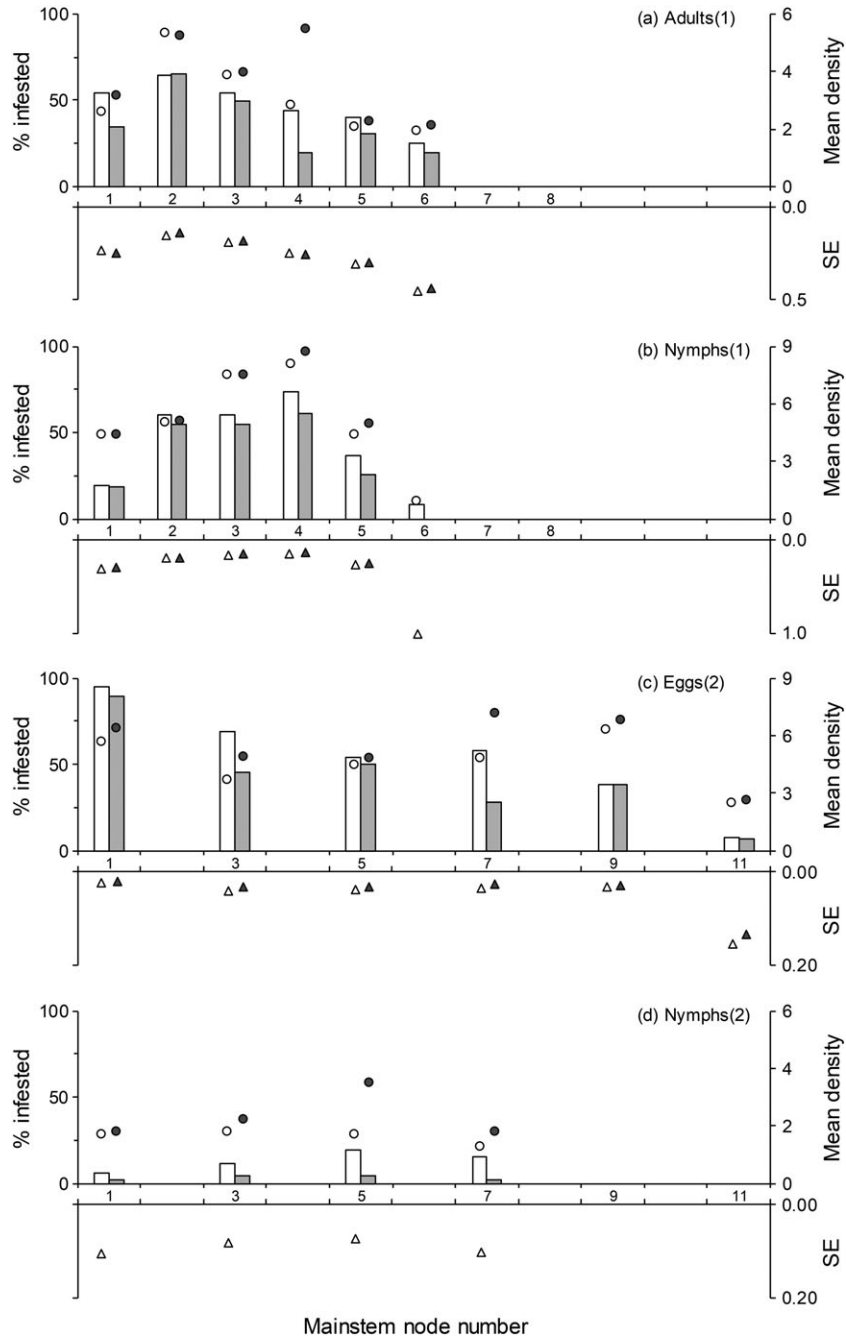 (a) Adults(1)
100
50
0
% infested
6
4
2
0
Mean density
1 2 3 4 5 6 7 8
0.0
0.5
SE
(b) Nymphs(1)
100
50
0
% infested
9
6
3
0
Mean density
1 2 3 4 5 6 7 8
0.0
1.0
SE
(c) Eggs(2)
100
50
0
% infested
9
6
3
0
Mean density
1 3 5 7 9 11
0.00
0.20
SE
(d) Nymphs(2)
100
50
0
% infested
6
4
2
0
Mean density
1 3 5 7 9 11
0.00
0.20
SE
Mainstem node number